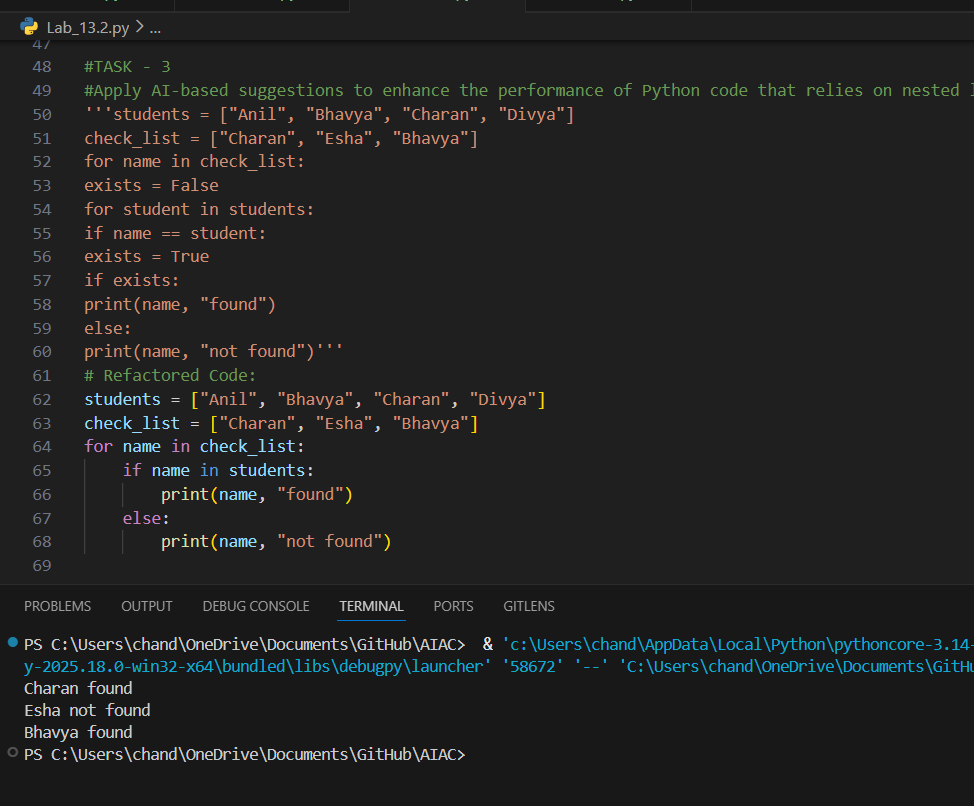 Lab_13.2.py > ...
47
48 #TASK - 3
49 #Apply AI-based suggestions to enhance the performance of Python code that relies on nested
50 '''students = ["Anil", "Bhavya", "Charan", "Divya"]
51 check_list = ["Charan", "Esha", "Bhavya"]
52 for name in check_list:
53 exists = False
54 for student in students:
55 if name == student:
56 exists = True
57 if exists:
58 print(name, "found")
59 else:
60 print(name, "not found")'''
61 # Refactored Code:
62 students = ["Anil", "Bhavya", "Charan", "Divya"]
63 check_list = ["Charan", "Esha", "Bhavya"]
64 for name in check_list:
65     if name in students:
66         print(name, "found")
67     else:
68         print(name, "not found")
69
PROBLEMS OUTPUT DEBUG CONSOLE TERMINAL PORTS GITLENS
PS C:\Users\chand\OneDrive\Documents\GitHub\AIAC>  & 'c:\Users\chand\AppData\Local\Python\pythoncore-3.14-
y-2025.18.0-win32-x64\bundled\libs\debugpy\launcher' '58672' '--' 'C:\Users\chand\OneDrive\Documents\GitHu
Charan found
Esha not found
Bhavya found
PS C:\Users\chand\OneDrive\Documents\GitHub\AIAC>